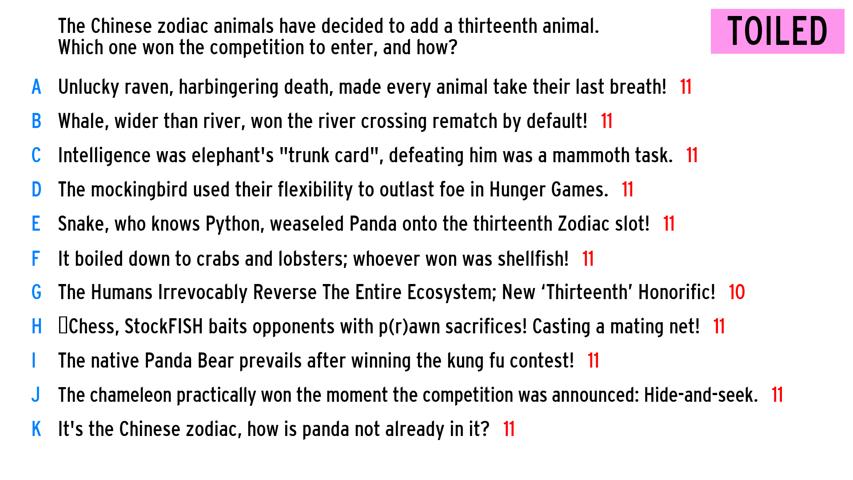 The Chinese zodiac animals have decided to add a thirteenth animal.
Which one won the competition to enter, and how?
TOILED
A Unlucky raven, harbingering death, made every animal take their last breath! 11
B Whale, wider than river, won the river crossing rematch by default! 11
C Intelligence was elephant's "trunk card", defeating him was a mammoth task. 11
D The mockingbird used their flexibility to outlast foe in Hunger Games. 11
E Snake, who knows Python, weaseled Panda onto the thirteenth Zodiac slot! 11
F It boiled down to crabs and lobsters; whoever won was shellfish! 11
G The Humans Irrevocably Reverse The Entire Ecosystem; New ‘Thirteenth’ Honorific! 10
H Chess, StockFISH baits opponents with p(r)awn sacrifices! Casting a mating net! 11
I The native Panda Bear prevails after winning the kung fu contest! 11
J The chameleon practically won the moment the competition was announced: Hide-and-seek. 11
K It's the Chinese zodiac, how is panda not already in it? 11